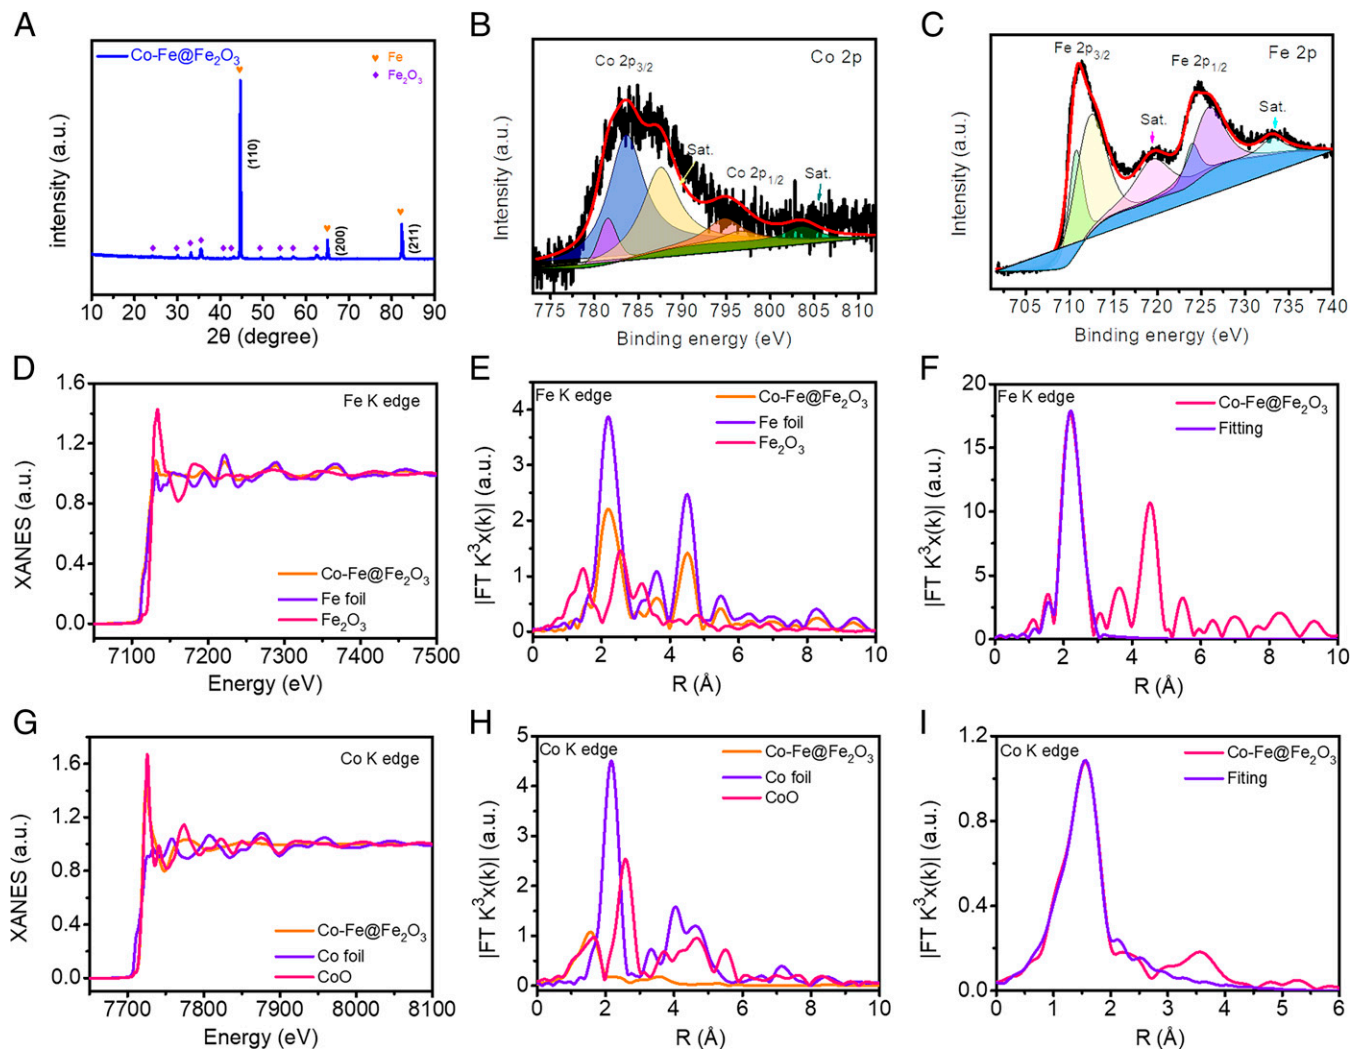 A
Co-Fe@Fe₂O₃
♥ Fe
♦ Fe₂O₃
(110)
(200)
(211)
intensity (a.u.)
10 20 30 40 50 60 70 80 90
2θ (degree)
B
Co 2p₃/₂
Co 2p
Sat.
Co 2p₁/₂
Sat.
Intensity (a.u.)
775 780 785 790 795 800 805 810
Binding energy (eV)
C
Fe 2p₃/₂
Fe 2p₁/₂
Fe 2p
Sat.
Sat.
Intensity (a.u.)
705 710 715 720 725 730 735 740
Binding energy (eV)
D
1.6
1.2
0.8
0.4
0.0
XANES (a.u.)
Fe K edge
Co-Fe@Fe₂O₃
Fe foil
Fe₂O₃
7100 7200 7300 7400 7500
Energy (eV)
E
4
3
2
1
0
|FT K³x(k)| (a.u.)
Fe K edge
Co-Fe@Fe₂O₃
Fe foil
Fe₂O₃
0 2 4 6 8 10
R (Å)
F
20
15
10
5
0
|FT K³x(k)| (a.u.)
Fe K edge
Co-Fe@Fe₂O₃
Fitting
0 2 4 6 8 10
R (Å)
G
1.6
1.2
0.8
0.4
0.0
XANES (a.u.)
Co K edge
Co-Fe@Fe₂O₃
Co foil
CoO
7700 7800 7900 8000 8100
Energy (eV)
H
5
4
3
2
1
0
|FT K³x(k)| (a.u.)
Co K edge
Co-Fe@Fe₂O₃
Co foil
CoO
0 2 4 6 8 10
R (Å)
I
1.2
0.8
0.4
0.0
|FT K³x(k)| (a.u.)
Co K edge
Co-Fe@Fe₂O₃
Fiting
0 1 2 3 4 5 6
R (Å)